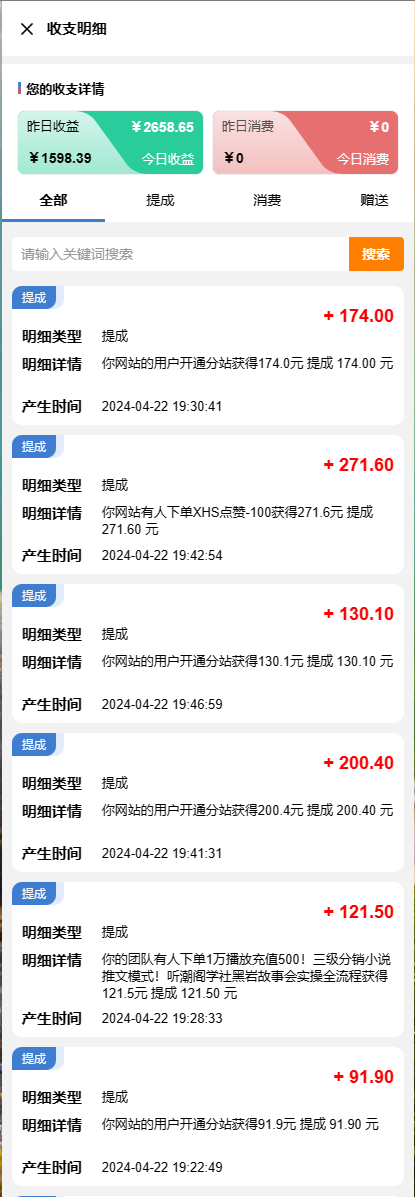 收支明细
您的收支详情
昨日收益 ￥2658.65
￥1598.39 今日收益
昨日消费 ￥0
￥0 今日消费
全部 提成 消费 赠送
请输入关键词搜索 搜索
提成
+ 174.00
明细类型 提成
明细详情 你网站的用户开通分站获得174.0元 提成 174.00 元
产生时间 2024-04-22 19:30:41
提成
+ 271.60
明细类型 提成
明细详情 你网站有人下单XHS点赞-100获得271.6元 提成
271.60 元
产生时间 2024-04-22 19:42:54
提成
+ 130.10
明细类型 提成
明细详情 你网站的用户开通分站获得130.1元 提成 130.10 元
产生时间 2024-04-22 19:46:59
提成
+ 200.40
明细类型 提成
明细详情 你网站的用户开通分站获得200.4元 提成 200.40 元
产生时间 2024-04-22 19:41:31
提成
+ 121.50
明细类型 提成
明细详情 你的团队有人下单1万播放充值500！三级分销小说
推文模式！听潮阁学社黑岩故事会实操全流程获得
121.5元 提成 121.50 元
产生时间 2024-04-22 19:28:33
提成
+ 91.90
明细类型 提成
明细详情 你网站的用户开通分站获得91.9元 提成 91.90 元
产生时间 2024-04-22 19:22:49